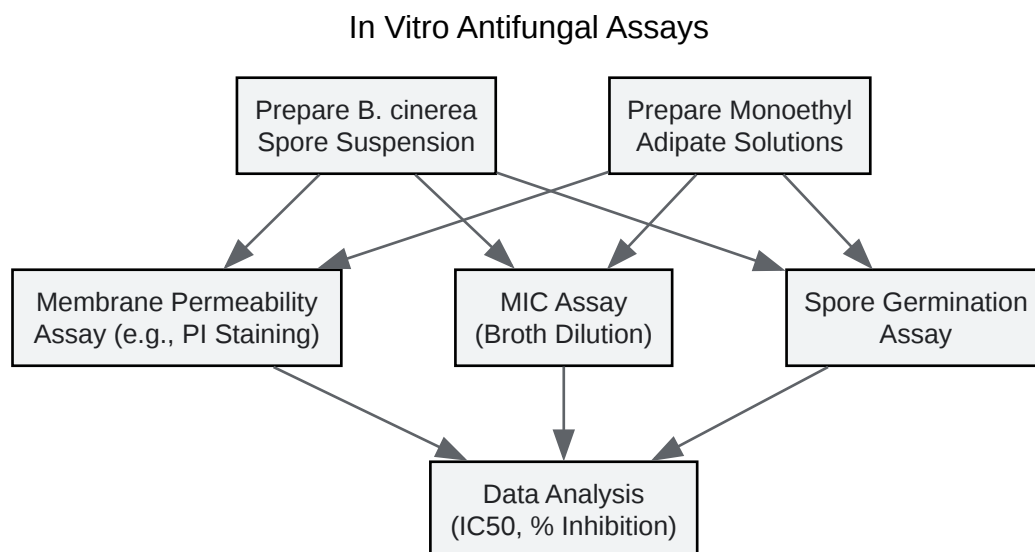 In Vitro Antifungal Assays
Prepare B. cinerea
Spore Suspension
Prepare Monoethyl
Adipate Solutions
Membrane Permeability
Assay (e.g., PI Staining)
MIC Assay
(Broth Dilution)
Spore Germination
Assay
Data Analysis
(IC50, % Inhibition)